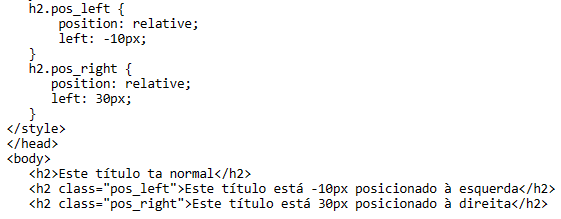 h2.pos_left {
position: relative;
left: -10px;
}
h2.pos_right {
position: relative;
left: 30px;
}
</style>
</head>
<body>
<h2>Este título ta normal</h2>
<h2 class="pos_left">Este título está -10px posicionado à esquerda</h2>
<h2 class="pos_right">Este título está 30px posicionado à direita</h2>